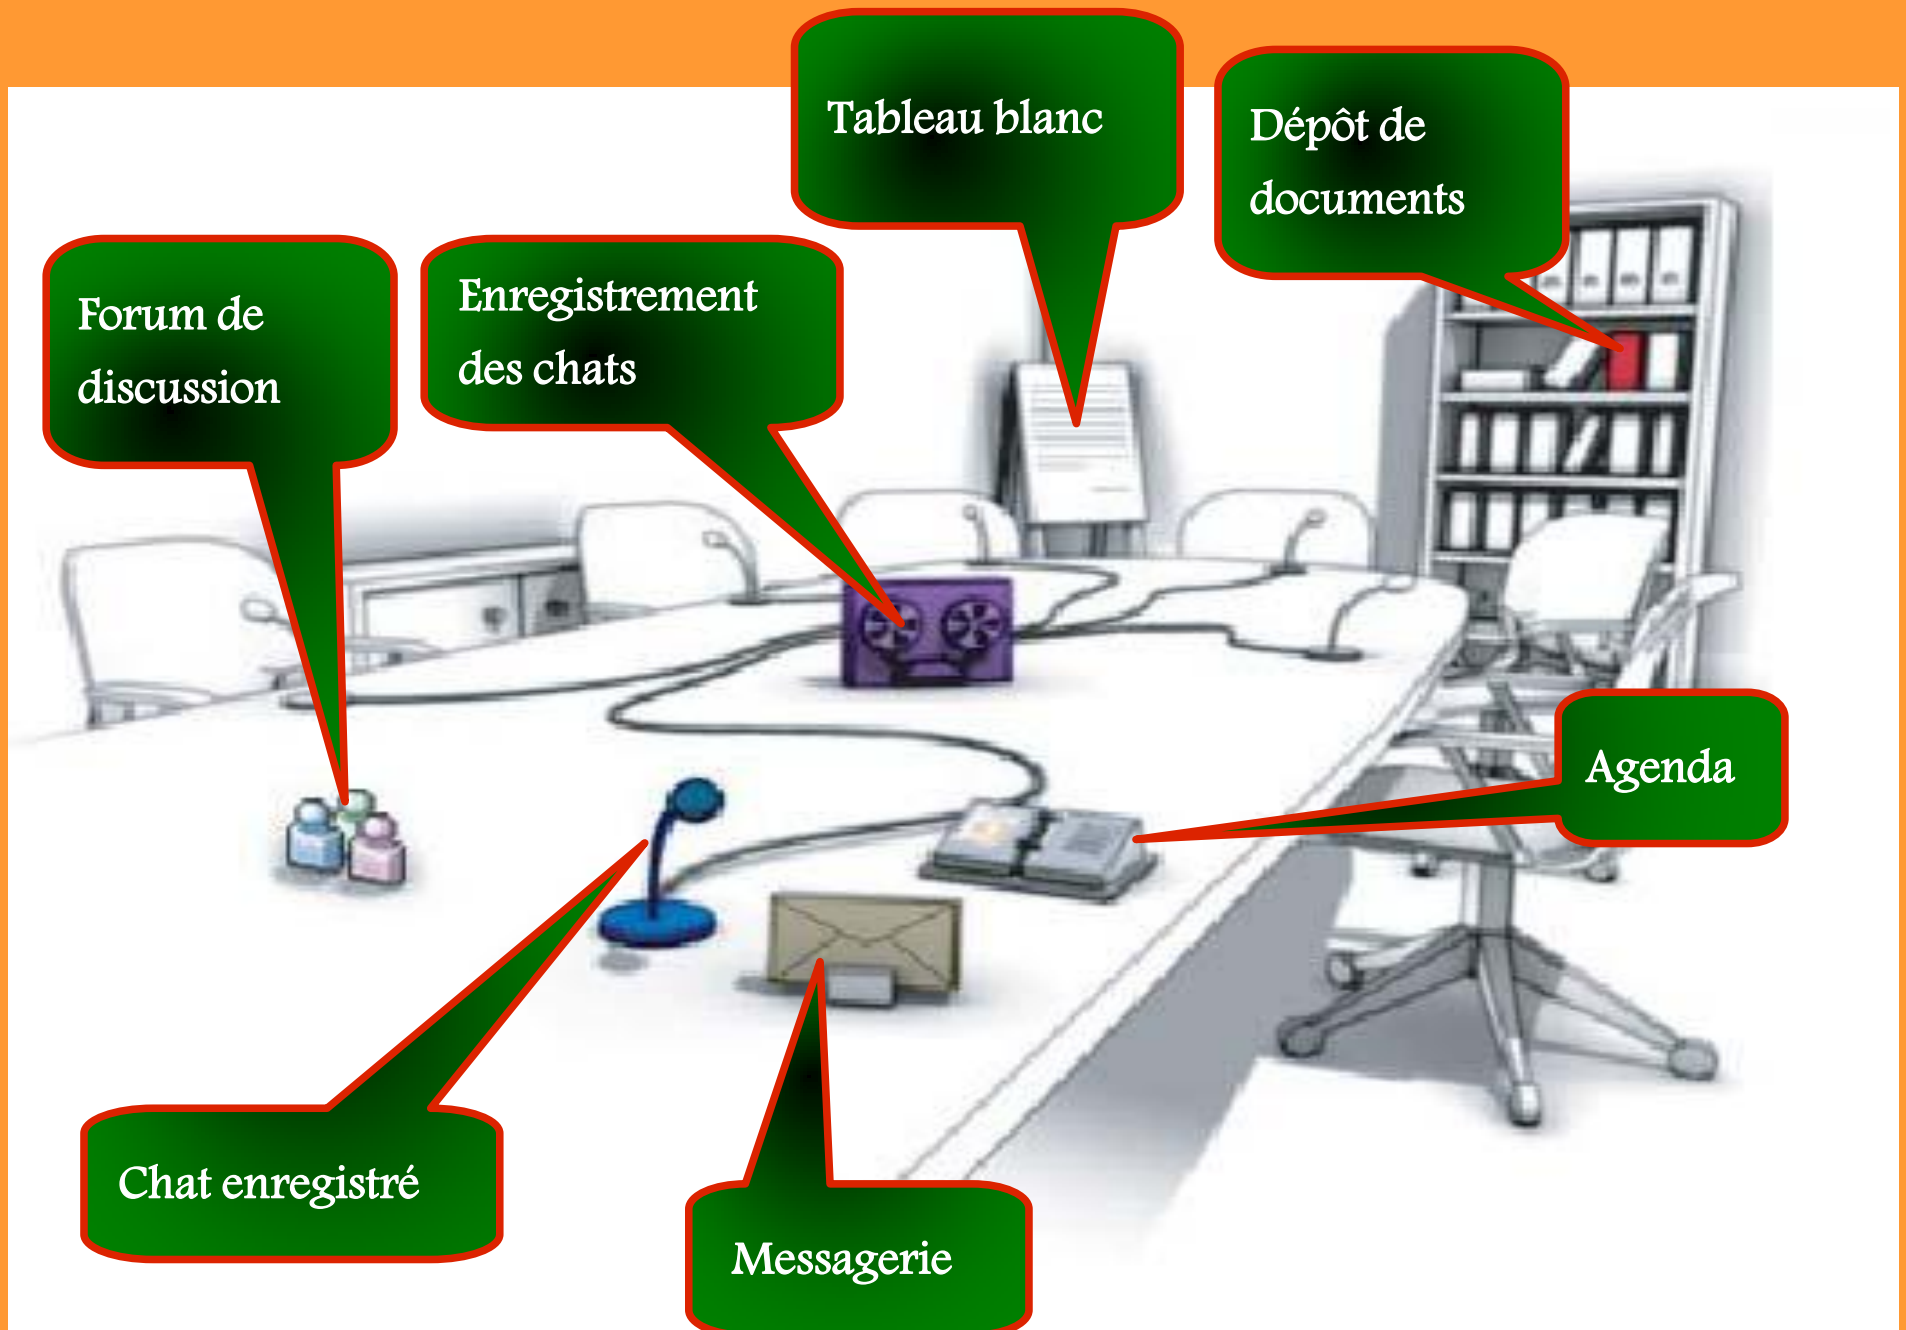 Tableau blanc
Dépôt de
documents
Forum de
discussion
Enregistrement
des chats
Agenda
Chat enregistré
Messagerie